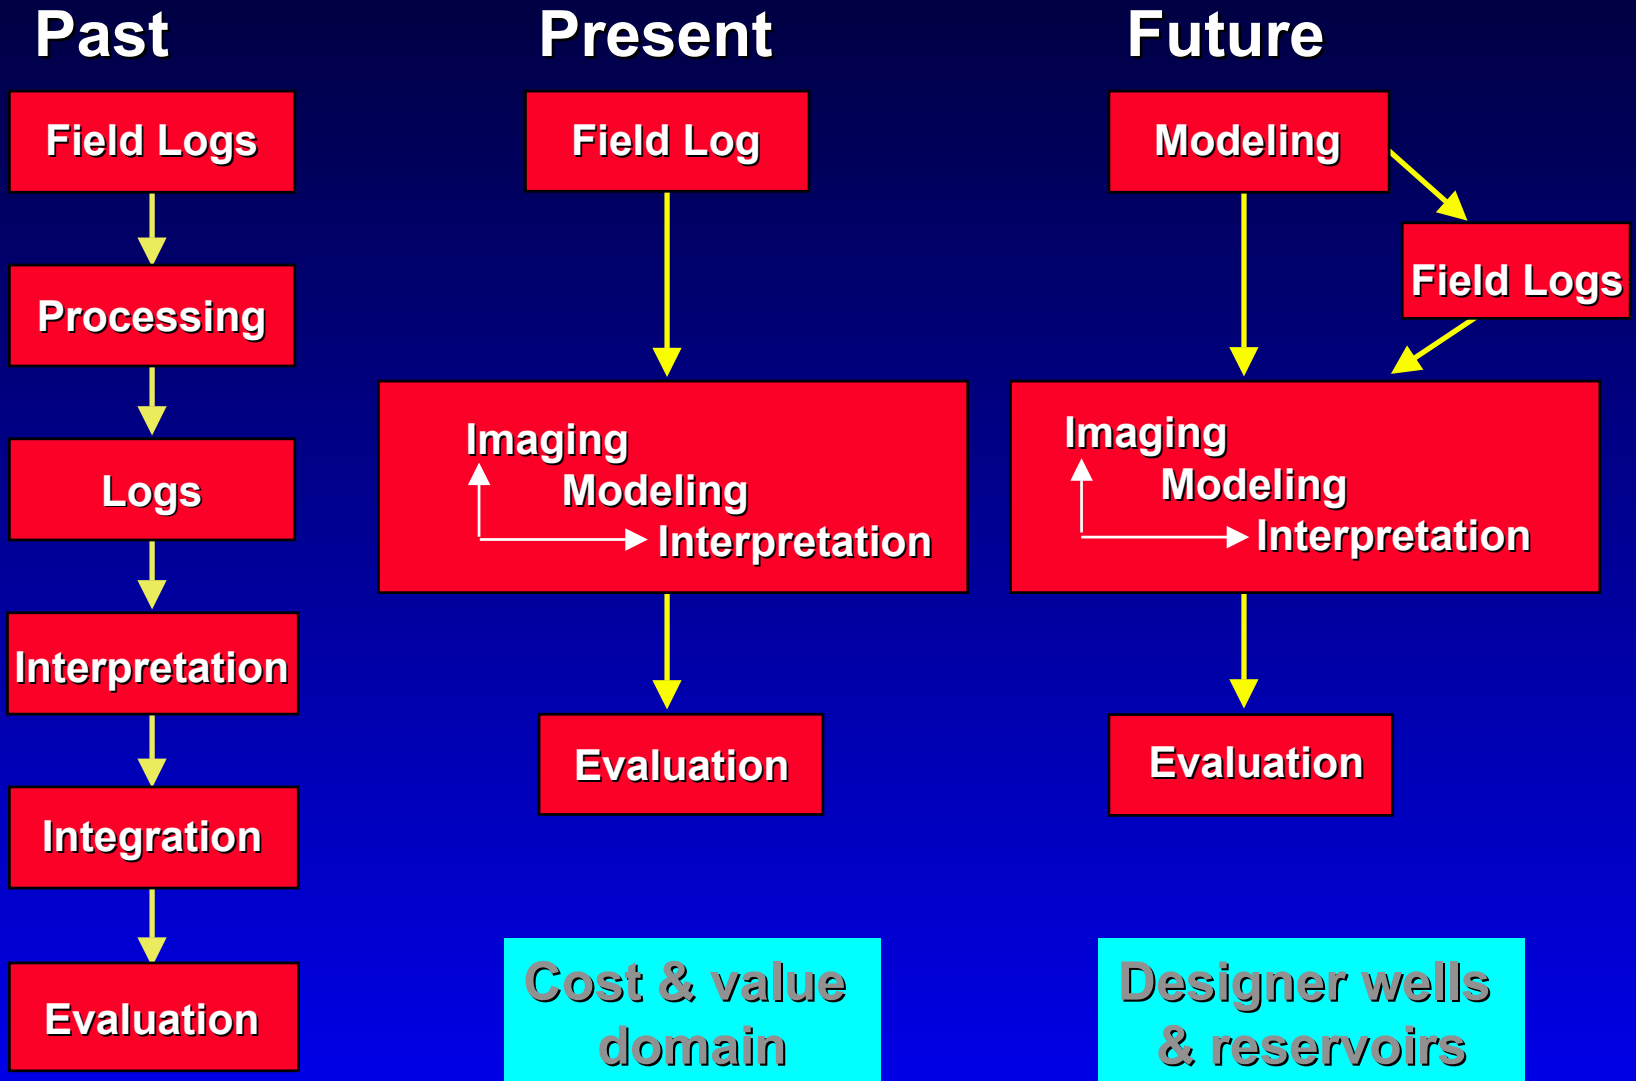 Past
Field Logs
Processing
Logs
Interpretation
Integration
Evaluation
Present
Field Log
Imaging
Modeling
Interpretation
Evaluation
Cost & value
domain
Future
Modeling
Field Logs
Imaging
Modeling
Interpretation
Evaluation
Designer wells
& reservoirs